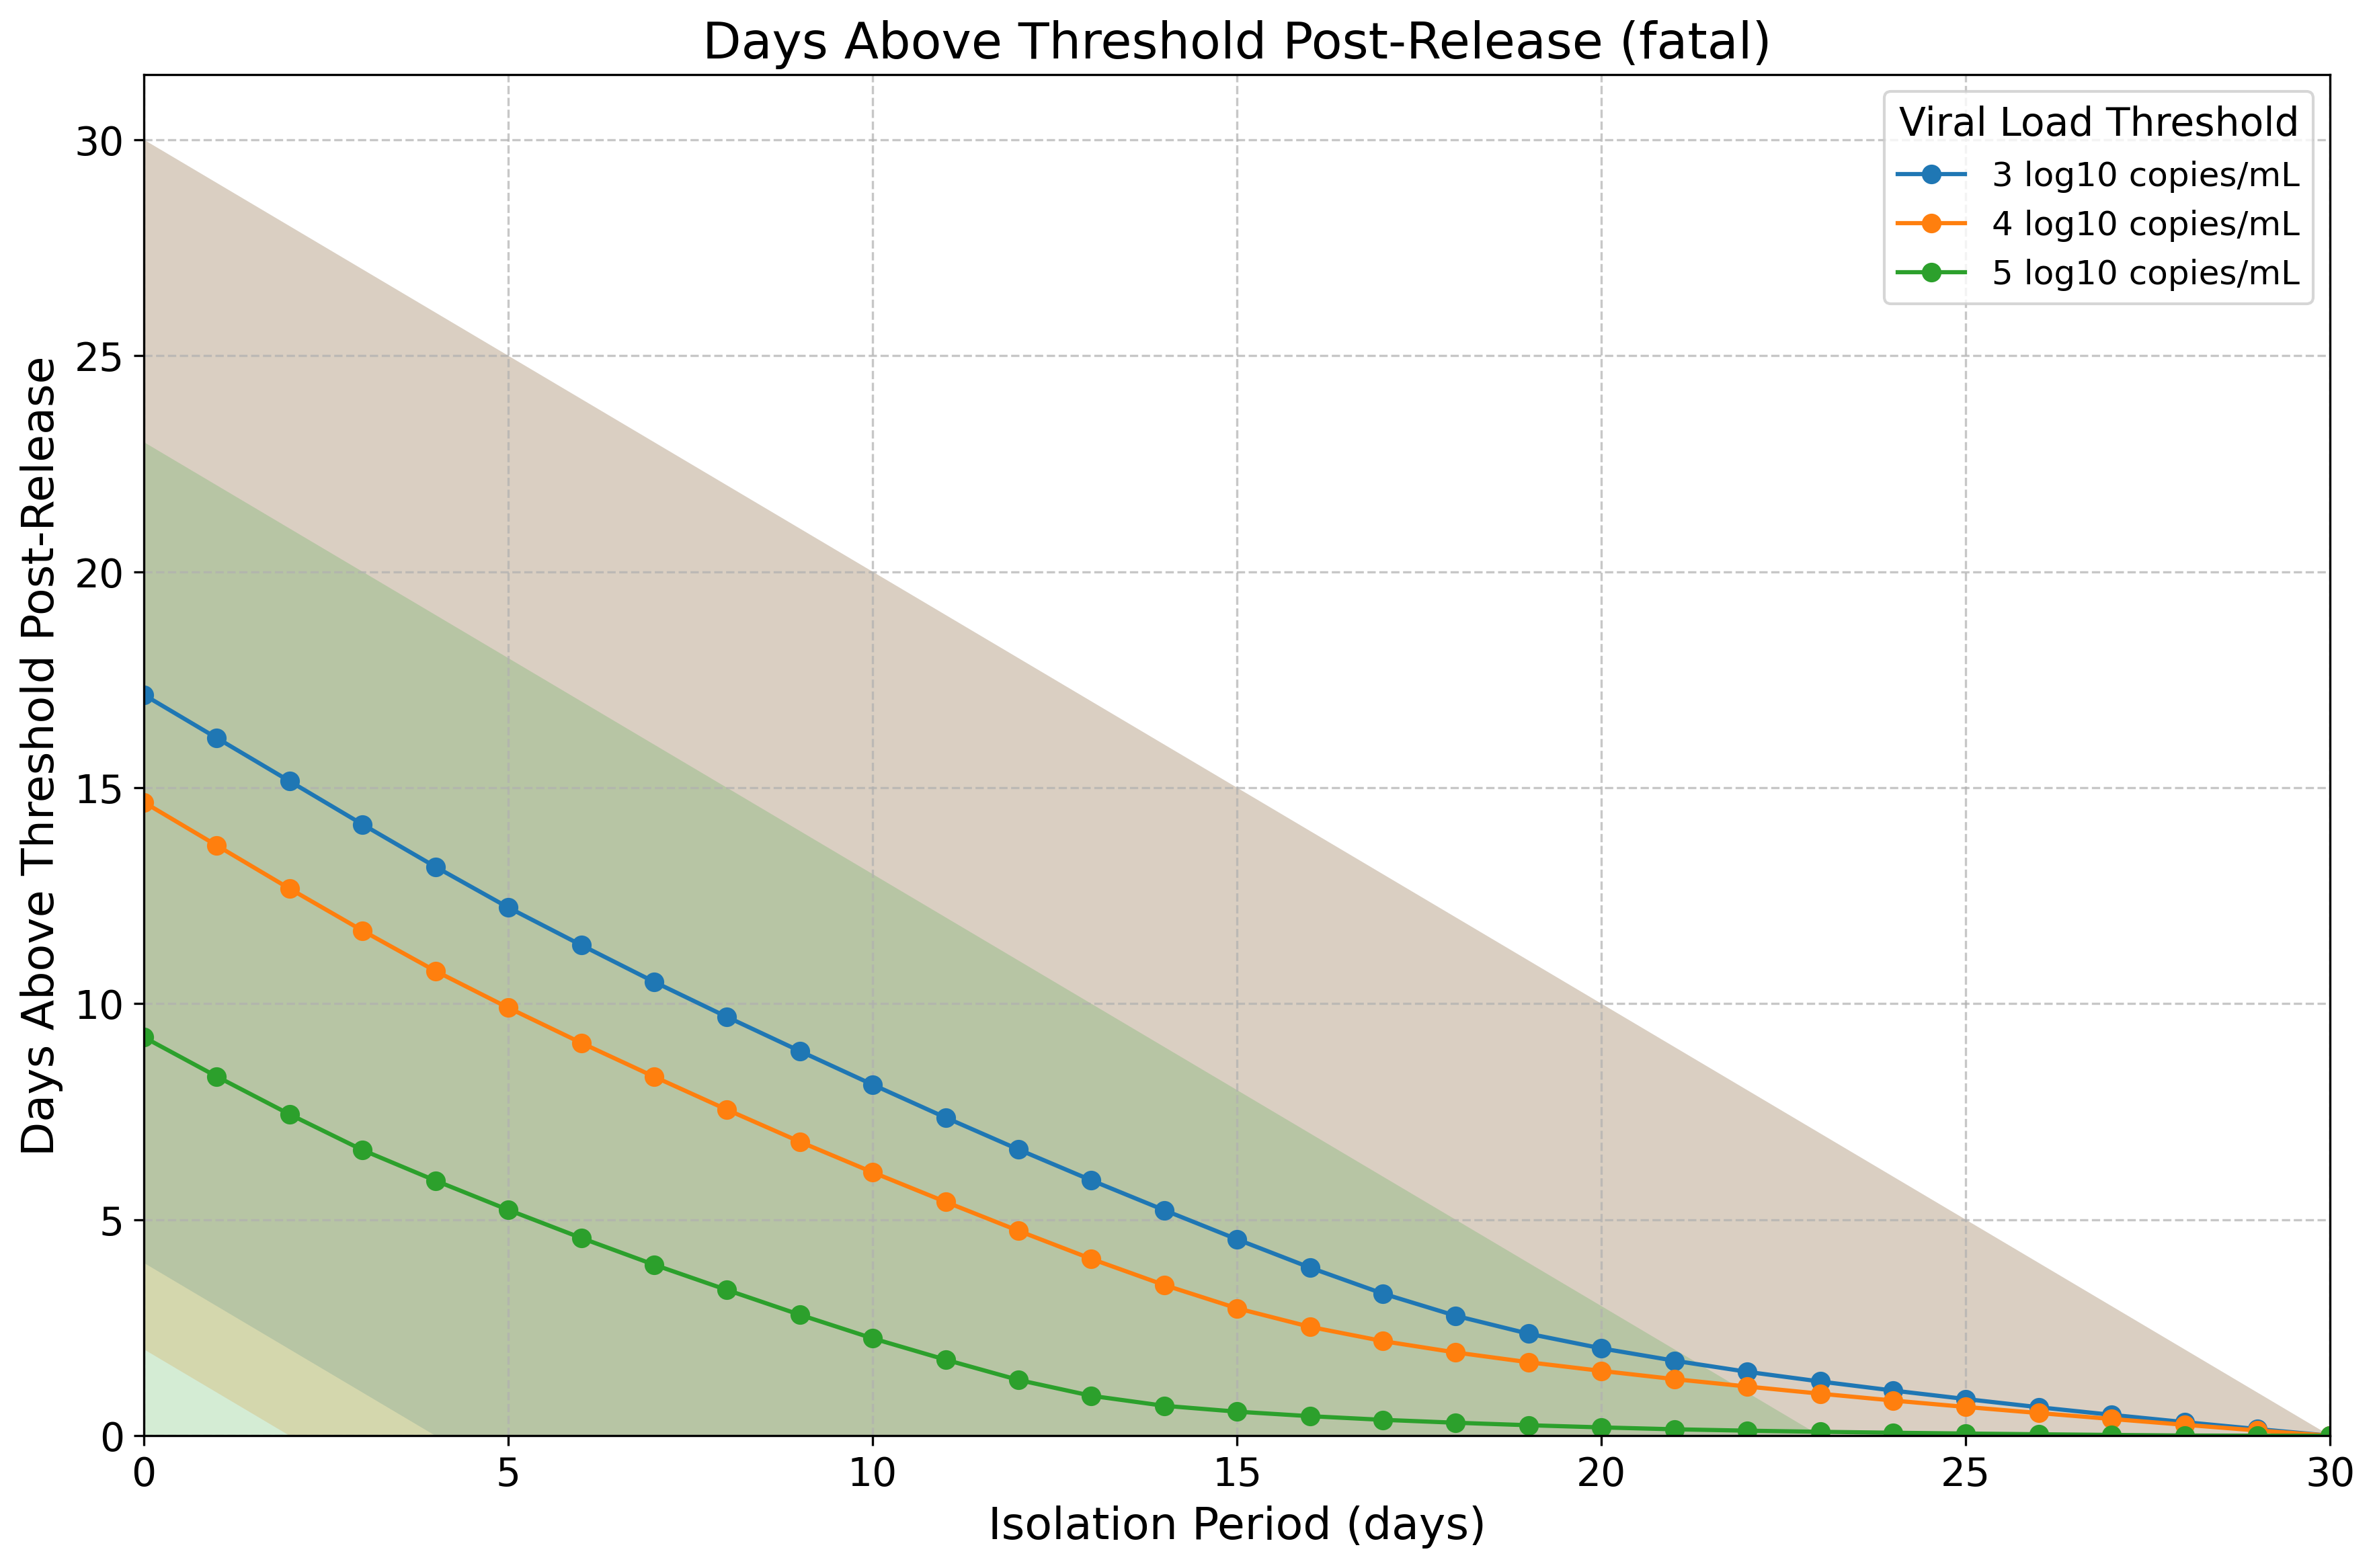 Days Above Threshold Post-Release (fatal)
Viral Load Threshold
3 log10 copies/mL
4 log10 copies/mL
5 log10 copies/mL
Days Above Threshold Post-Release
30
25
20
15
10
5
0
0 5 10 15 20 25 30
Isolation Period (days)